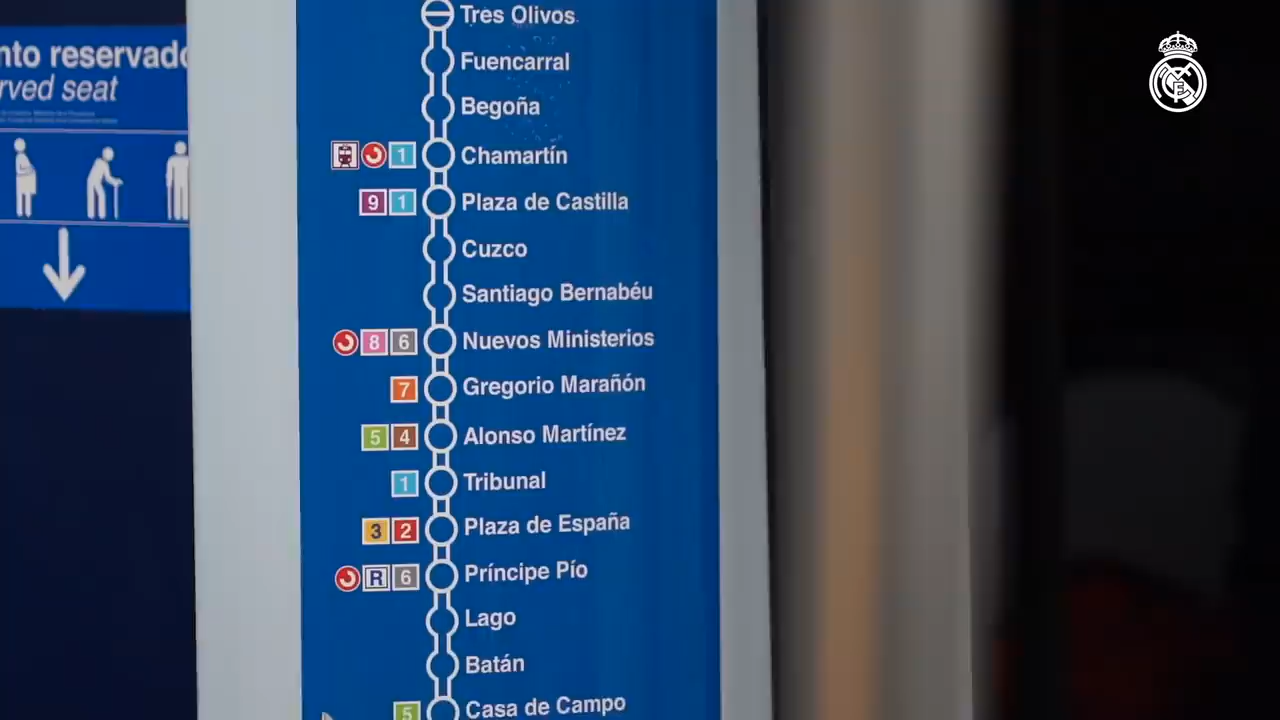 nto reservado
rved seat
Tres Olivos
Fuencarral
Begoña
1 Chamartín
9 1 Plaza de Castilla
Cuzco
Santiago Bernabéu
8 6 Nuevos Ministerios
7 Gregorio Marañón
5 4 Alonso Martínez
1 Tribunal
3 2 Plaza de España
R 6 Príncipe Pío
Lago
Batán
5 Casa de Campo